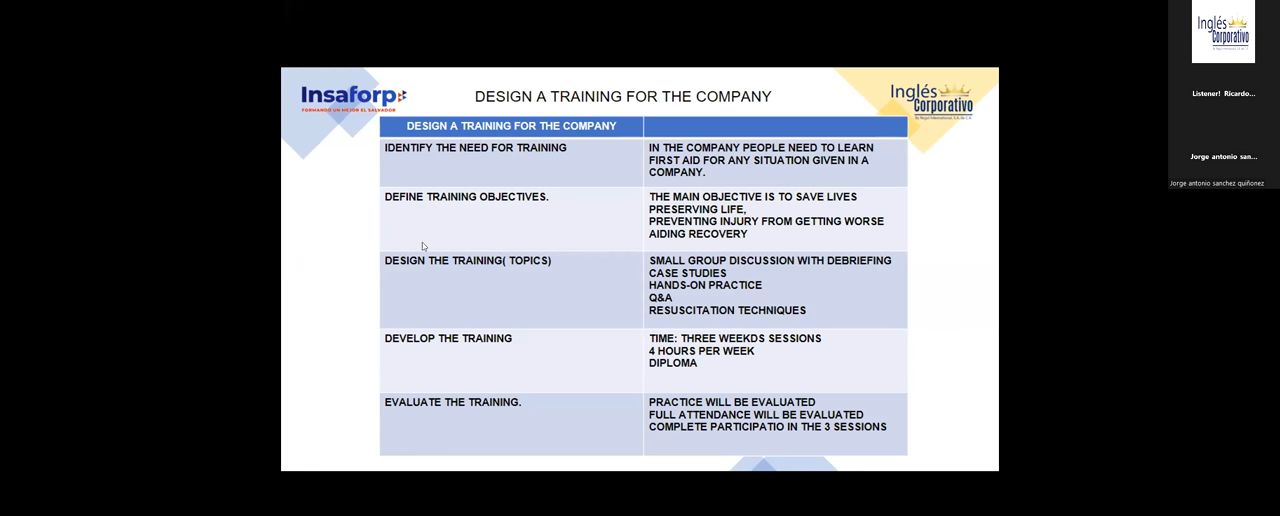 Insaforp
FORMANDO UN MEJOR EL SALVADOR
DESIGN A TRAINING FOR THE COMPANY
Inglés
Corporativo
DESIGN A TRAINING FOR THE COMPANY
IDENTIFY THE NEED FOR TRAINING
IN THE COMPANY PEOPLE NEED TO LEARN
FIRST AID FOR ANY SITUATION GIVEN IN A
COMPANY.
DEFINE TRAINING OBJECTIVES.
THE MAIN OBJECTIVE IS TO SAVE LIVES
PRESERVING LIFE,
PREVENTING INJURY FROM GETTING WORSE
AIDING RECOVERY
DESIGN THE TRAINING( TOPICS)
SMALL GROUP DISCUSSION WITH DEBRIEFING
CASE STUDIES
HANDS-ON PRACTICE
Q&A
RESUSCITATION TECHNIQUES
DEVELOP THE TRAINING
TIME: THREE WEEKDS SESSIONS
4 HOURS PER WEEK
DIPLOMA
EVALUATE THE TRAINING.
PRACTICE WILL BE EVALUATED
FULL ATTENDANCE WILL BE EVALUATED
COMPLETE PARTICIPATIO IN THE 3 SESSIONS
Inglés
Corporativo
Listener! Ricardo...
Jorge antonio san...
Jorge antonio sanchez quiñonez